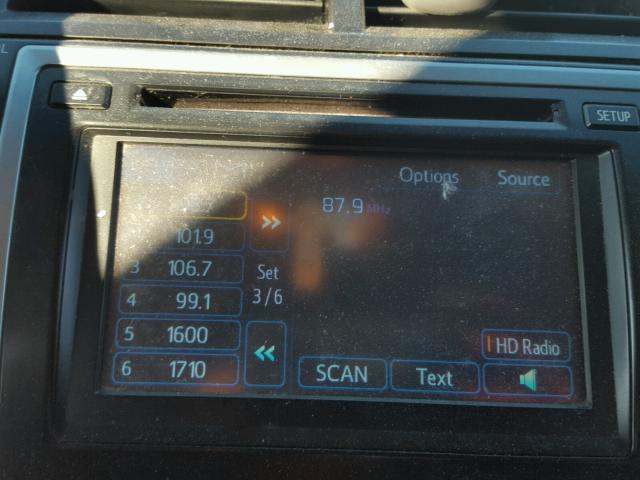 SETUP
Options Source
87.9 MHz
101.9
3 106.7
4 99.1
5 1600
6 1710
Set
3/6
HD Radio
SCAN Text